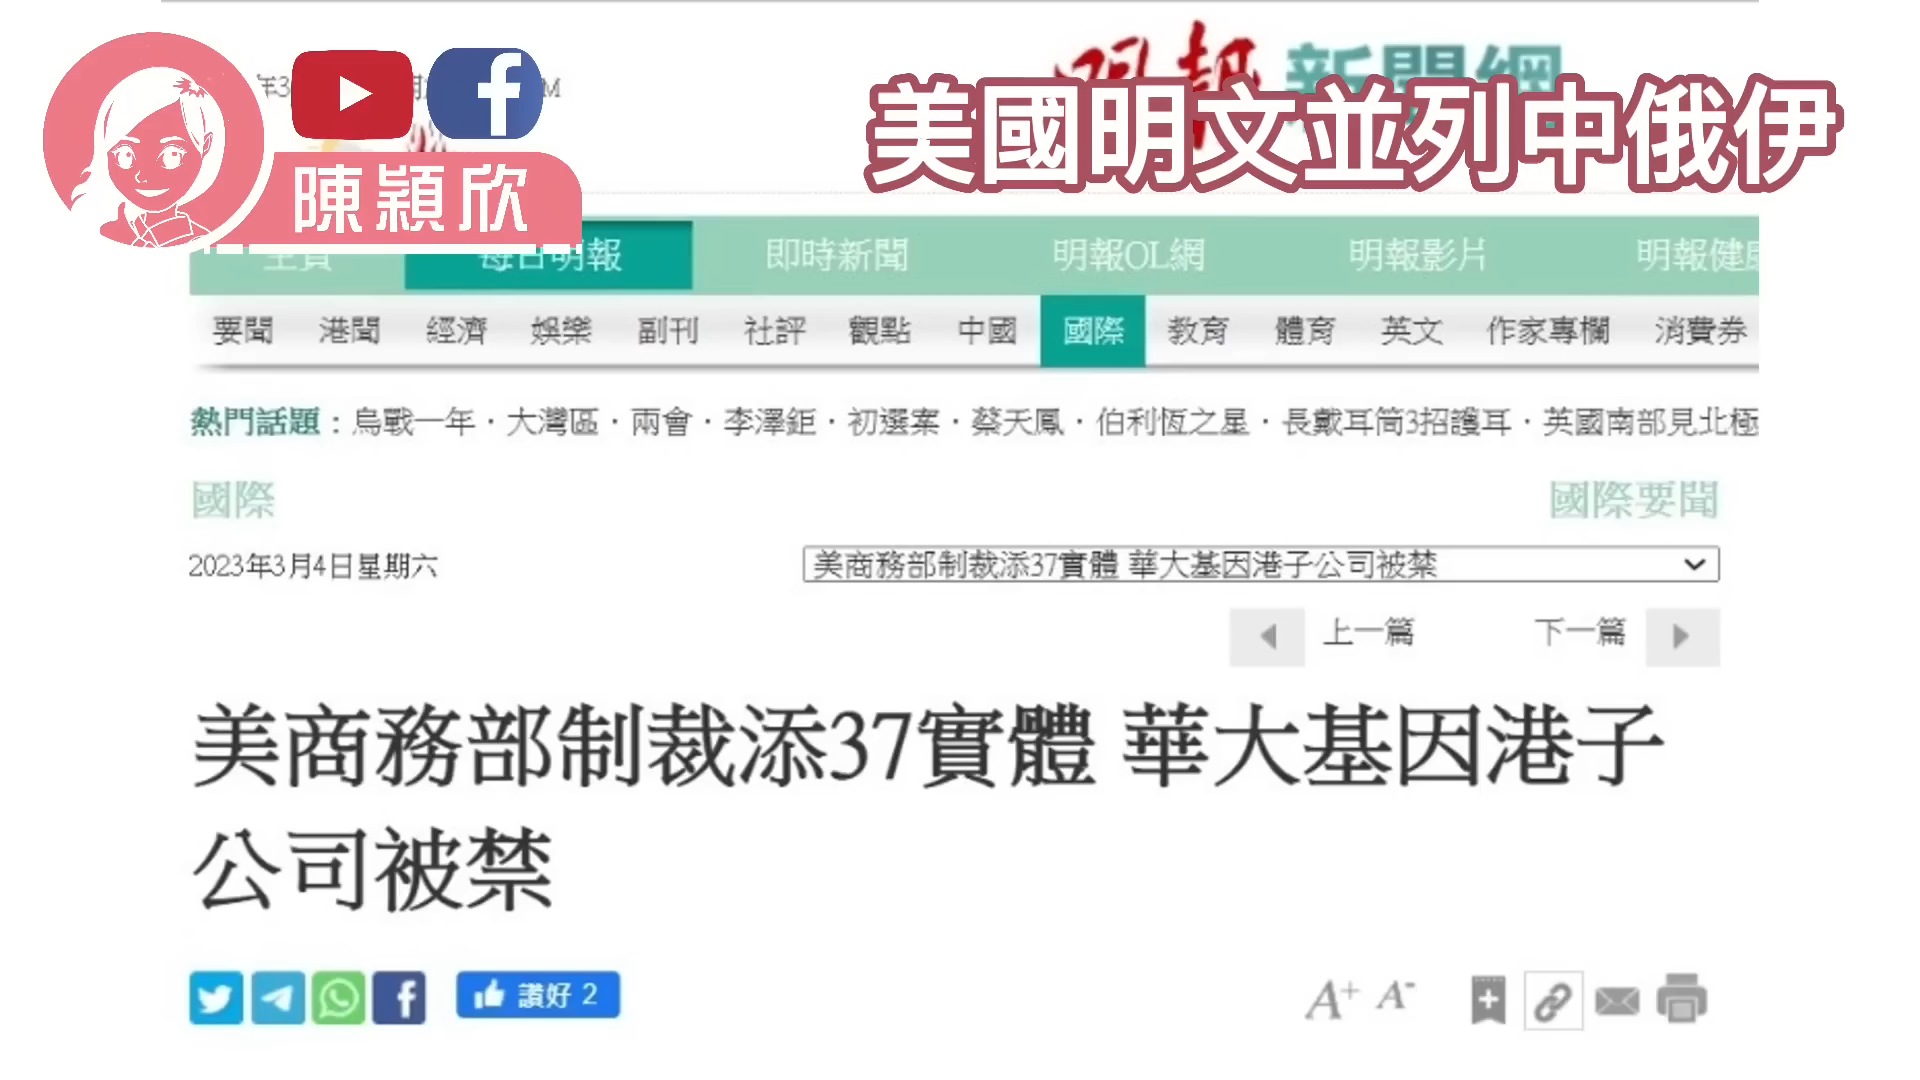 美國明文並列中俄伊
陳穎欣
明報 新聞網
主頁 每日明報 即時新聞 明報OL網 明報影片 明報健康
要聞 港聞 經濟 娛樂 副刊 社評 觀點 中國 國際 教育 體育 英文 作家專欄 消費券
熱門話題：烏戰一年．大灣區．兩會．李澤鉅．初選案．蔡天鳳．伯利恆之星．長戴耳筒3招護耳．英國南部見北極
國際 國際要聞
2023年3月4日星期六 美商務部制裁添37實體 華大基因港子公司被禁
上一篇 下一篇
美商務部制裁添37實體 華大基因港子
公司被禁
讚好 2 A+ A-